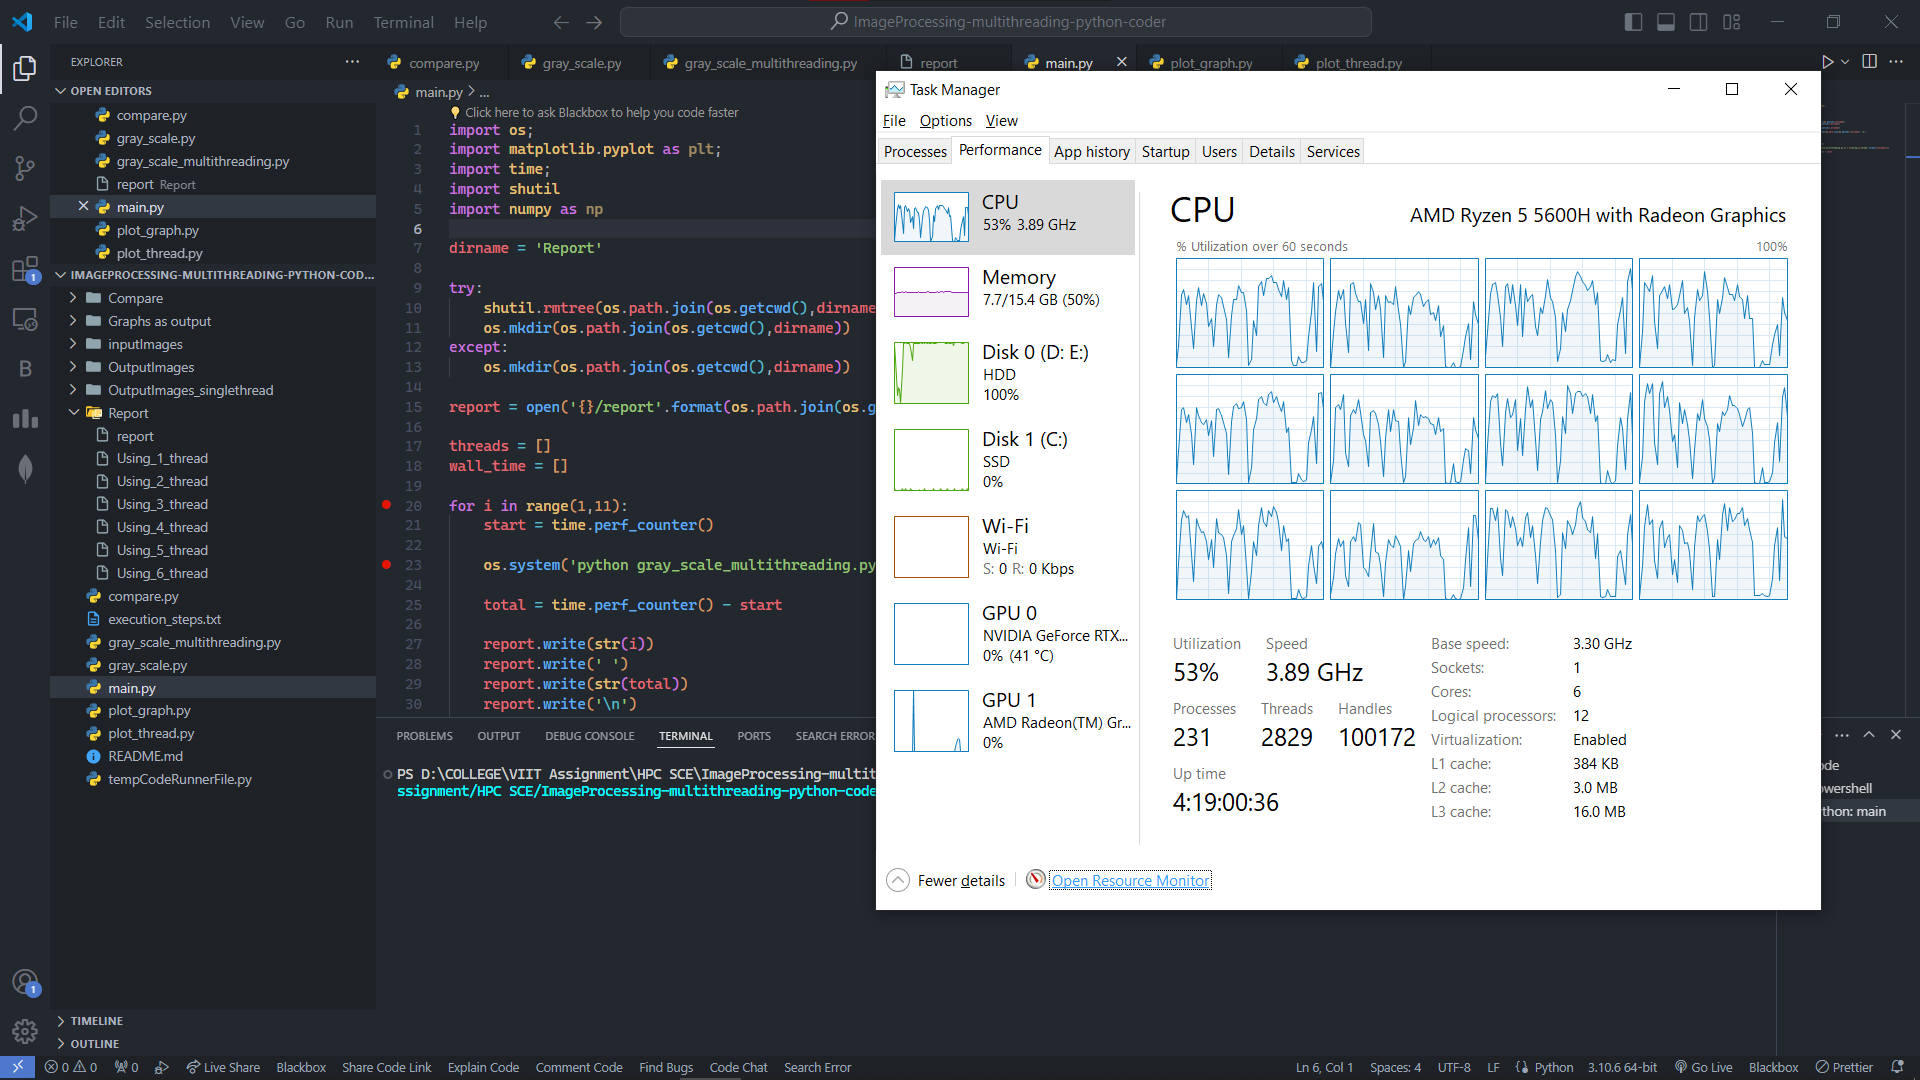 File Edit Selection View Go Run Terminal Help
ImageProcessing-multithreading-python-coder
EXPLORER
OPEN EDITORS
compare.py
gray_scale.py
gray_scale_multithreading.py
report Report
main.py
plot_graph.py
plot_thread.py
IMAGEPROCESSING-MULTITHREADING-PYTHON-COD...
Compare
Graphs as output
inputImages
OutputImages
OutputImages_singlethread
Report
report
Using_1_thread
Using_2_thread
Using_3_thread
Using_4_thread
Using_5_thread
Using_6_thread
compare.py
execution_steps.txt
gray_scale_multithreading.py
gray_scale.py
main.py
plot_graph.py
plot_thread.py
README.md
tempCodeRunnerFile.py
TIMELINE
OUTLINE
1
1
B
compare.py gray_scale.py gray_scale_multithreading.py report main.py plot_graph.py plot_thread.py
main.py > ...
Click here to ask Blackbox to help you code faster
1 import os;
2 import matplotlib.pyplot as plt;
3 import time;
4 import shutil
5 import numpy as np
6
7 dirname = 'Report'
8
9 try:
10 shutil.rmtree(os.path.join(os.getcwd(),dirname
11 os.mkdir(os.path.join(os.getcwd(),dirname))
12 except:
13 os.mkdir(os.path.join(os.getcwd(),dirname))
14
15 report = open('{}/report'.format(os.path.join(os.g
16
17 threads = []
18 wall_time = []
19
20 for i in range(1,11):
21 start = time.perf_counter()
22
23 os.system('python gray_scale_multithreading.py
24
25 total = time.perf_counter() - start
26
27 report.write(str(i))
28 report.write(' ')
29 report.write(str(total))
30 report.write('\n')
PROBLEMS OUTPUT DEBUG CONSOLE TERMINAL PORTS SEARCH ERROR
PS D:\COLLEGE\VIIT Assignment\HPC SCE\ImageProcessing-multit
ssignment/HPC SCE/ImageProcessing-multithreading-python-code
ode
owershell
thon: main
Task Manager
File Options View
Processes Performance App history Startup Users Details Services
CPU
53% 3.89 GHz
Memory
7.7/15.4 GB (50%)
Disk 0 (D: E:)
HDD
100%
Disk 1 (C:)
SSD
0%
Wi-Fi
Wi-Fi
S: 0 R: 0 Kbps
GPU 0
NVIDIA GeForce RTX...
0% (41 °C)
GPU 1
AMD Radeon(TM) Gr...
0%
CPU AMD Ryzen 5 5600H with Radeon Graphics
% Utilization over 60 seconds 100%
Utilization Speed
53% 3.89 GHz
Processes Threads Handles
231 2829 100172
Up time
4:19:00:36
Base speed: 3.30 GHz
Sockets: 1
Cores: 6
Logical processors: 12
Virtualization: Enabled
L1 cache: 384 KB
L2 cache: 3.0 MB
L3 cache: 16.0 MB
Fewer details Open Resource Monitor
0 0 0 Live Share Blackbox Share Code Link Explain Code Comment Code Find Bugs Code Chat Search Error Ln 6, Col 1 Spaces: 4 UTF-8 LF Python 3.10.6 64-bit Go Live Blackbox Prettier